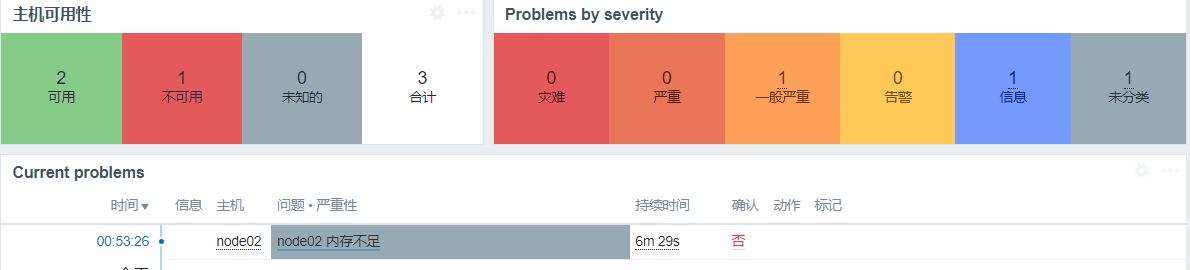 主机可用性
2 1 0 3
可用 不可用 未知的 合计
Problems by severity
0 0 1 0 1 1
灾难 严重 一般严重 告警 信息 未分类
Current problems
时间 信息 主机 问题 • 严重性 持续时间 确认 动作 标记
00:53:26 node02 node02 内存不足 6m 29s 否